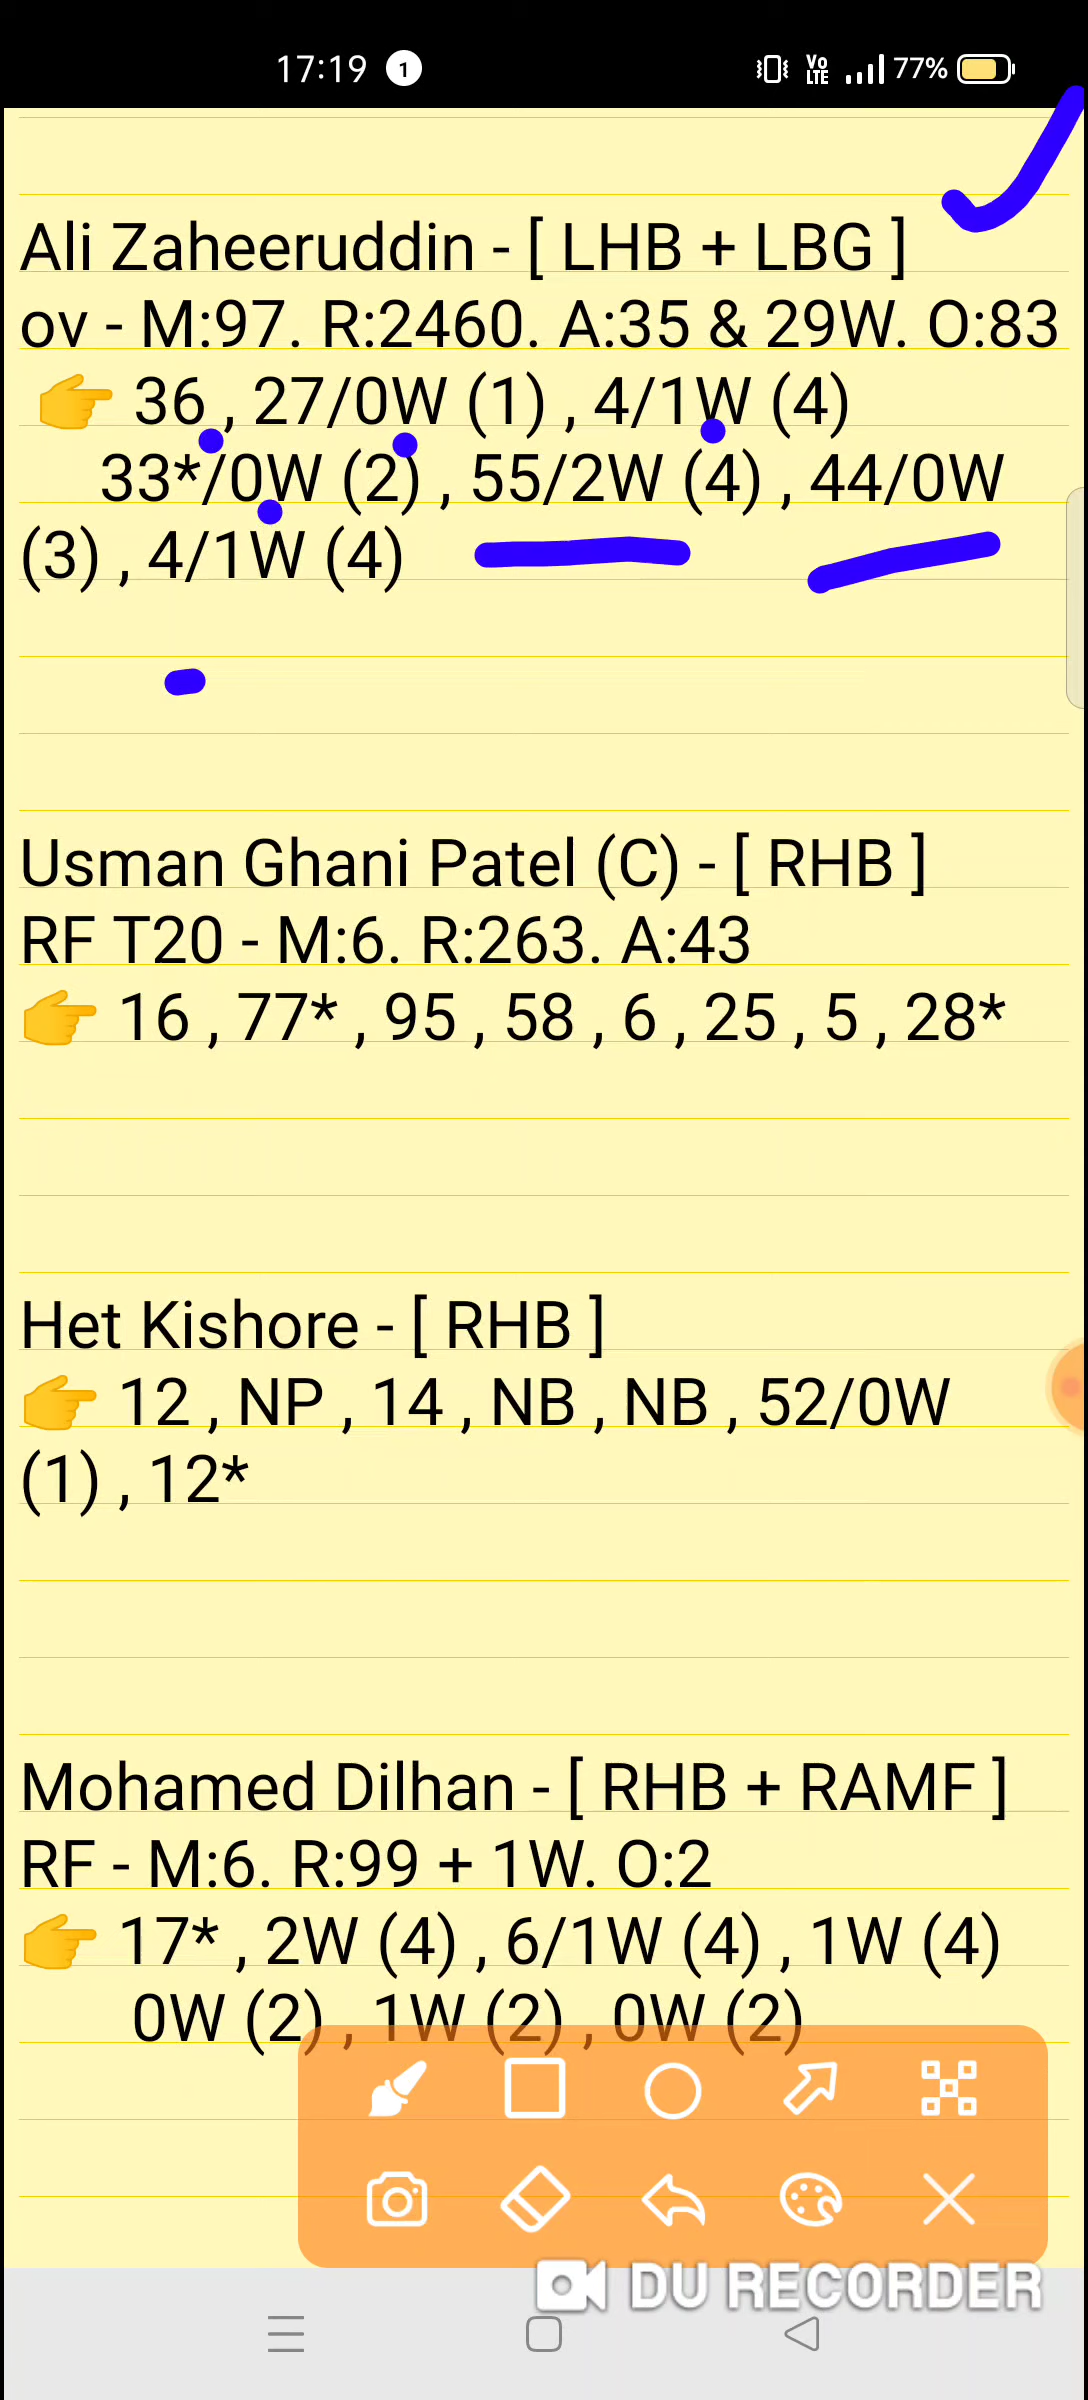 17:19 1 Vo LTE 77%
Ali Zaheeruddin - [ LHB + LBG ]
ov - M:97. R:2460. A:35 & 29W. O:83
👉 36 , 27/0W (1) , 4/1W (4)
33*/0W (2) , 55/2W (4) , 44/0W
(3) , 4/1W (4)
Usman Ghani Patel (C) - [ RHB ]
RF T20 - M:6. R:263. A:43
👉 16 , 77* , 95 , 58 , 6 , 25 , 5 , 28*
Het Kishore - [ RHB ]
👉 12 , NP , 14 , NB , NB , 52/0W
(1) , 12*
Mohamed Dilhan - [ RHB + RAMF ]
RF - M:6. R:99 + 1W. O:2
👉 17* , 2W (4) , 6/1W (4) , 1W (4)
0W (2) , 1W (2) , 0W (2)
DU RECORDER